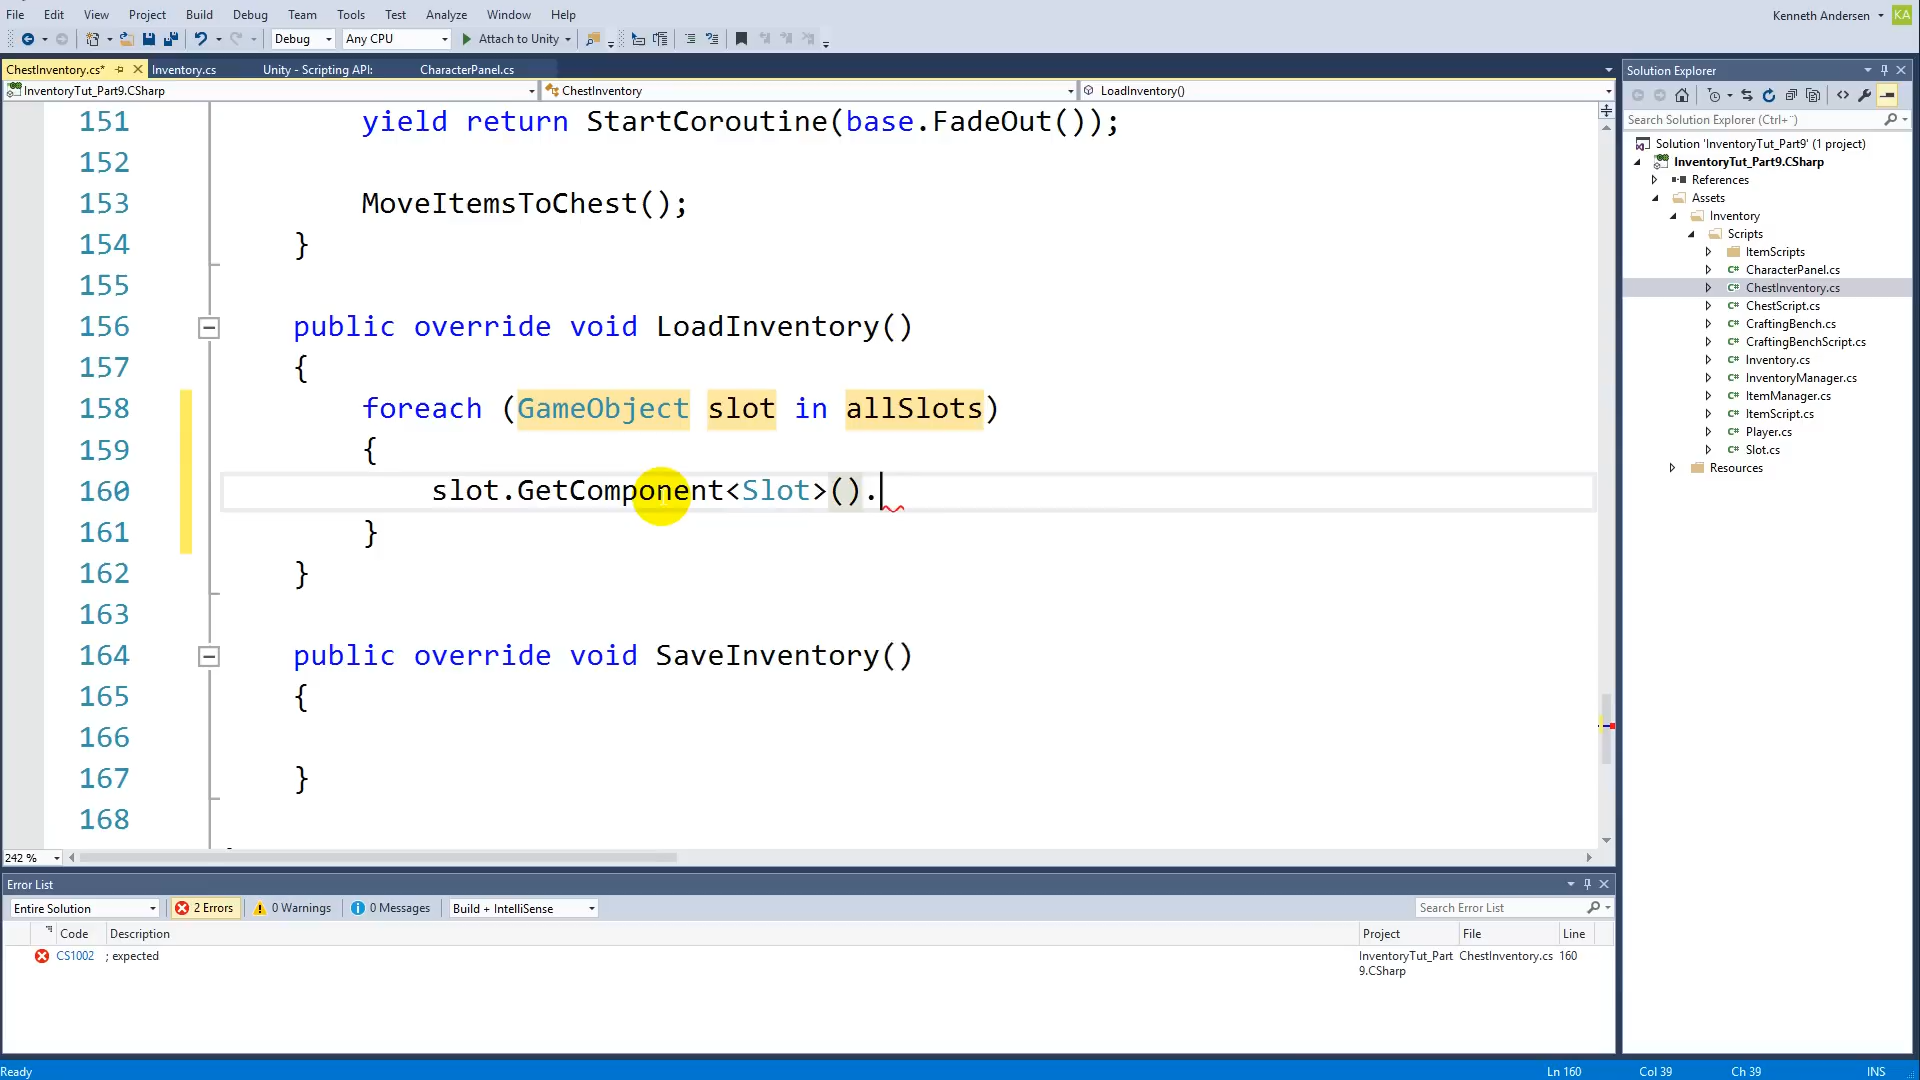 File Edit View Project Build Debug Team Tools Test Analyze Window Help Kenneth Andersen KA
Debug Any CPU Attach to Unity
ChestInventory.cs* Inventory.cs Unity - Scripting API: CharacterPanel.cs
InventoryTut_Part9.CSharp ChestInventory LoadInventory()
151 yield return StartCoroutine(base.FadeOut());
152
153 MoveItemsToChest();
154 }
155
156 public override void LoadInventory()
157 {
158 foreach (GameObject slot in allSlots)
159 {
160 slot.GetComponent<Slot>().
161 }
162 }
163
164 public override void SaveInventory()
165 {
166
167 }
168
242 %
Solution Explorer
Search Solution Explorer (Ctrl+¨)
Solution 'InventoryTut_Part9' (1 project)
InventoryTut_Part9.CSharp
References
Assets
Inventory
Scripts
ItemScripts
C# CharacterPanel.cs
C# ChestInventory.cs
C# ChestScript.cs
C# CraftingBench.cs
C# CraftingBenchScript.cs
C# Inventory.cs
C# InventoryManager.cs
C# ItemManager.cs
C# ItemScript.cs
C# Player.cs
C# Slot.cs
Resources
Error List
Entire Solution 2 Errors 0 Warnings 0 Messages Build + IntelliSense Search Error List
Code Description Project File Line
CS1002 ; expected InventoryTut_Part ChestInventory.cs 160
9.CSharp
Ready Ln 160 Col 39 Ch 39 INS